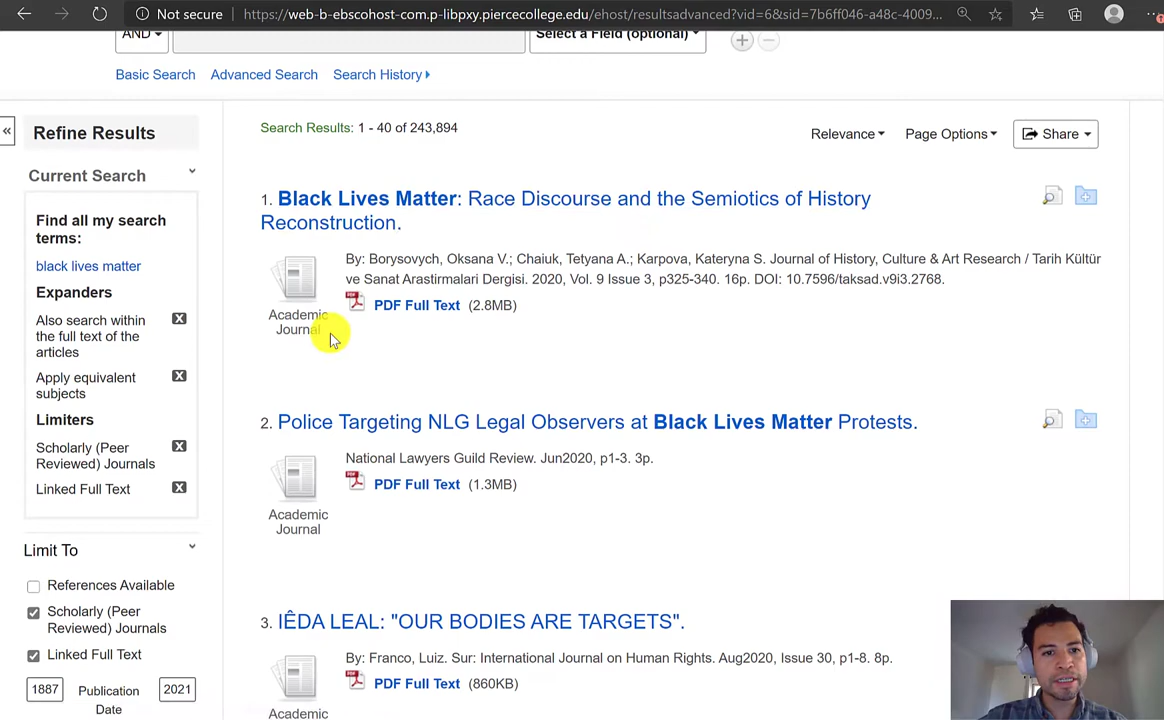 Not secure | https://web-b-ebscohost-com.p-libpxy.piercecollege.edu/ehost/resultsadvanced?vid=6&sid=7b6ff046-a48c-4009...
AND
Select a Field (optional)
Basic Search Advanced Search Search History
Refine Results
Search Results: 1 - 40 of 243,894
Relevance Page Options Share
Current Search
Find all my search
terms:
black lives matter
Expanders
Also search within
the full text of the
articles
Apply equivalent
subjects
Limiters
Scholarly (Peer
Reviewed) Journals
Linked Full Text
Limit To
References Available
Scholarly (Peer
Reviewed) Journals
Linked Full Text
1887 Publication 2021
Date
1. Black Lives Matter: Race Discourse and the Semiotics of History
Reconstruction.
By: Borysovych, Oksana V.; Chaiuk, Tetyana A.; Karpova, Kateryna S. Journal of History, Culture & Art Research / Tarih Kültür
ve Sanat Arastirmalari Dergisi. 2020, Vol. 9 Issue 3, p325-340. 16p. DOI: 10.7596/taksad.v9i3.2768.
PDF Full Text (2.8MB)
Academic
Journal
2. Police Targeting NLG Legal Observers at Black Lives Matter Protests.
National Lawyers Guild Review. Jun2020, p1-3. 3p.
PDF Full Text (1.3MB)
Academic
Journal
3. IÊDA LEAL: "OUR BODIES ARE TARGETS".
By: Franco, Luiz. Sur: International Journal on Human Rights. Aug2020, Issue 30, p1-8. 8p.
PDF Full Text (860KB)
Academic